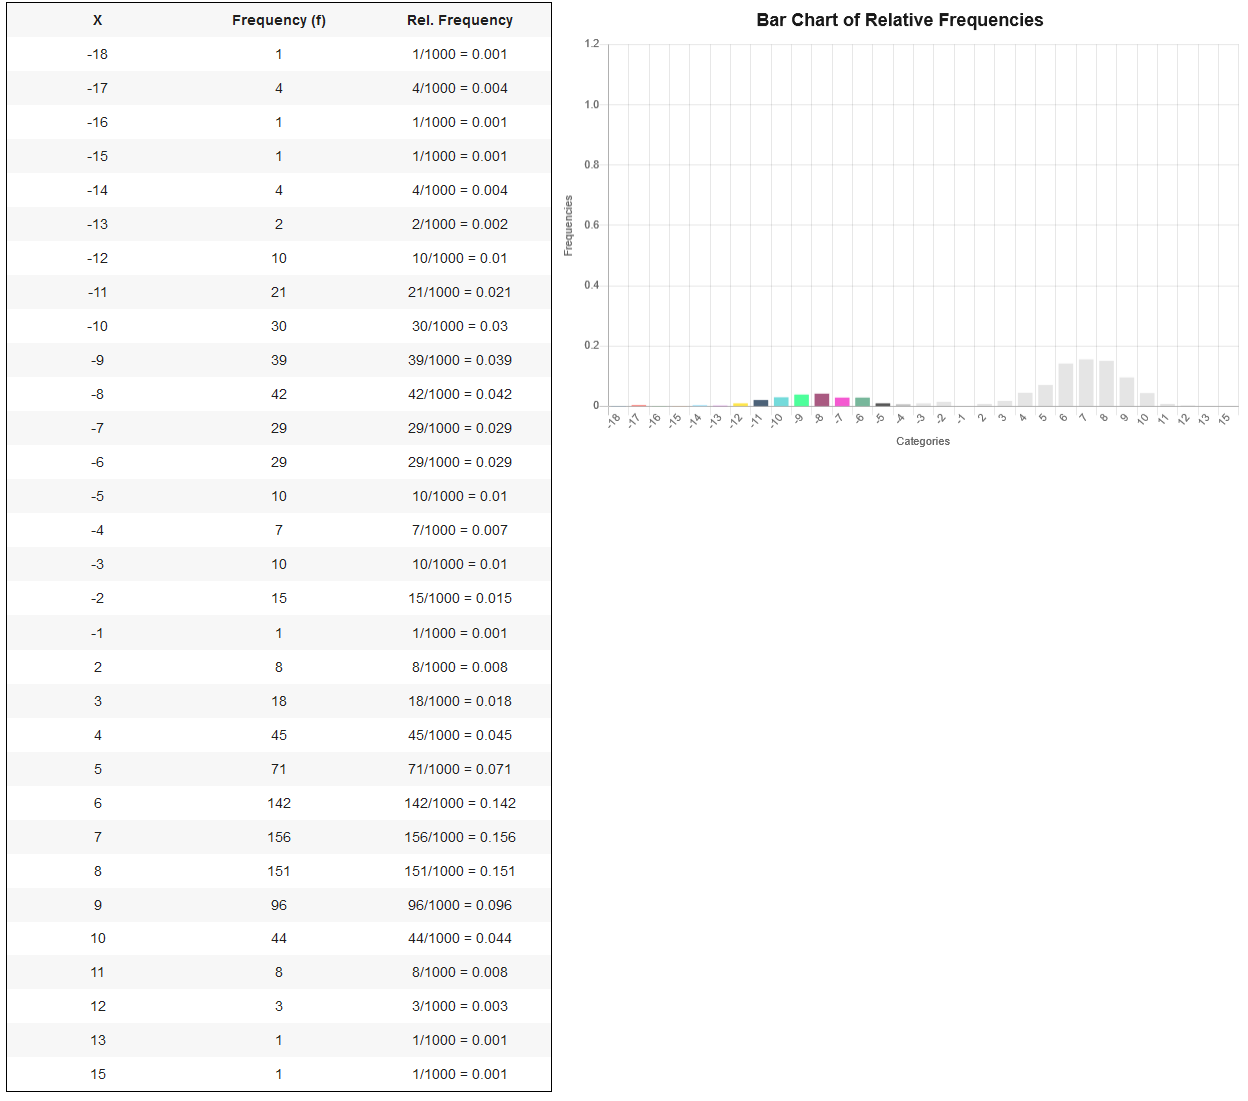 X Frequency (f) Rel. Frequency
-18 1 1/1000 = 0.001
-17 4 4/1000 = 0.004
-16 1 1/1000 = 0.001
-15 1 1/1000 = 0.001
-14 4 4/1000 = 0.004
-13 2 2/1000 = 0.002
-12 10 10/1000 = 0.01
-11 21 21/1000 = 0.021
-10 30 30/1000 = 0.03
-9 39 39/1000 = 0.039
-8 42 42/1000 = 0.042
-7 29 29/1000 = 0.029
-6 29 29/1000 = 0.029
-5 10 10/1000 = 0.01
-4 7 7/1000 = 0.007
-3 10 10/1000 = 0.01
-2 15 15/1000 = 0.015
-1 1 1/1000 = 0.001
2 8 8/1000 = 0.008
3 18 18/1000 = 0.018
4 45 45/1000 = 0.045
5 71 71/1000 = 0.071
6 142 142/1000 = 0.142
7 156 156/1000 = 0.156
8 151 151/1000 = 0.151
9 96 96/1000 = 0.096
10 44 44/1000 = 0.044
11 8 8/1000 = 0.008
12 3 3/1000 = 0.003
13 1 1/1000 = 0.001
15 1 1/1000 = 0.001
Bar Chart of Relative Frequencies
1.2
1.0
0.8
0.6
0.4
0.2
0
Frequencies
-18 -17 -16 -15 -14 -13 -12 -11 -10 -9 -8 -7 -6 -5 -4 -3 -2 -1 2 3 4 5 6 7 8 9 10 11 12 13 15
Categories